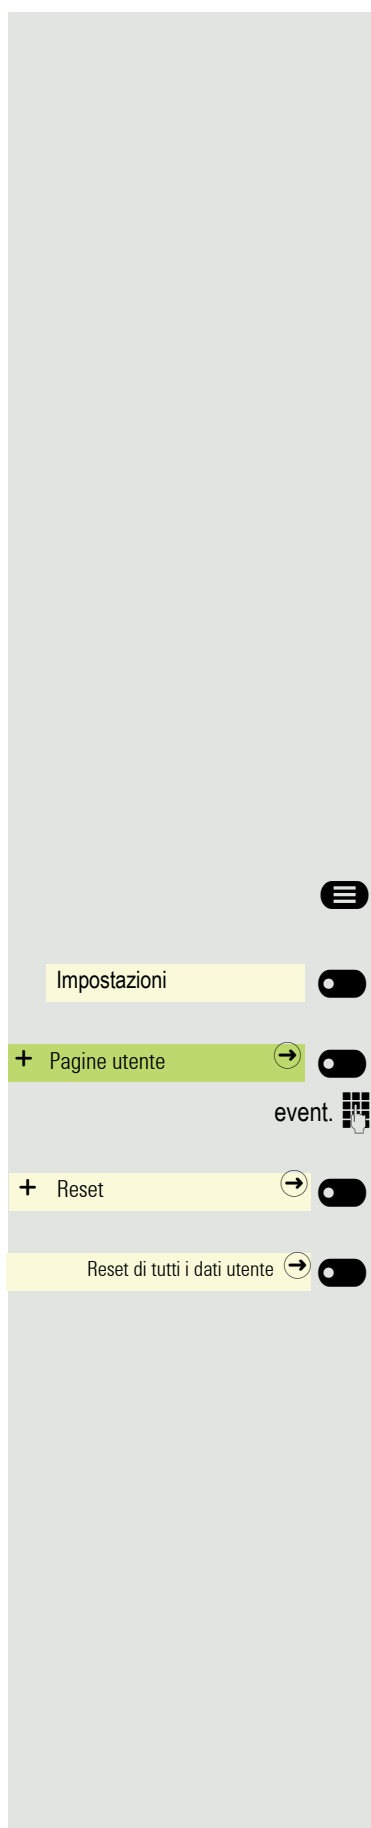 Impostazioni
+ Pagine utente
event.
+ Reset
Reset di tutti i dati utente